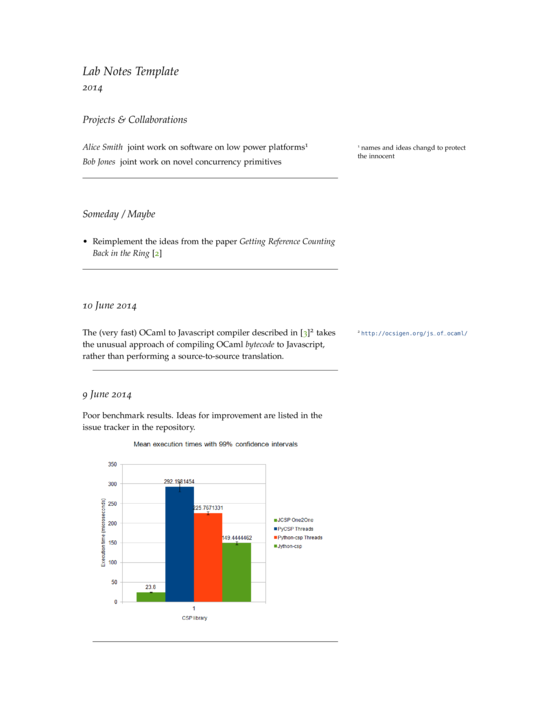 Lab Notes Template
2014
Projects & Collaborations
Alice Smith joint work on software on low power platforms¹
Bob Jones joint work on novel concurrency primitives
¹ names and ideas changd to protect
the innocent
Someday / Maybe
• Reimplement the ideas from the paper Getting Reference Counting
Back in the Ring [2]
10 June 2014
The (very fast) OCaml to Javascript compiler described in [3]² takes
the unusual approach of compiling OCaml bytecode to Javascript,
rather than performing a source-to-source translation.
² http://ocsigen.org/js_of_ocaml/
9 June 2014
Poor benchmark results. Ideas for improvement are listed in the
issue tracker in the repository.
Mean execution times with 99% confidence intervals
Execution time (miliseconds)
350
300
250
200
150
100
50
0
23.6
292.1981454
225.7671331
149.4444462
1
CSP library
JCSP One2One
PyCSP Threads
Python-csp Threads
Jython-csp